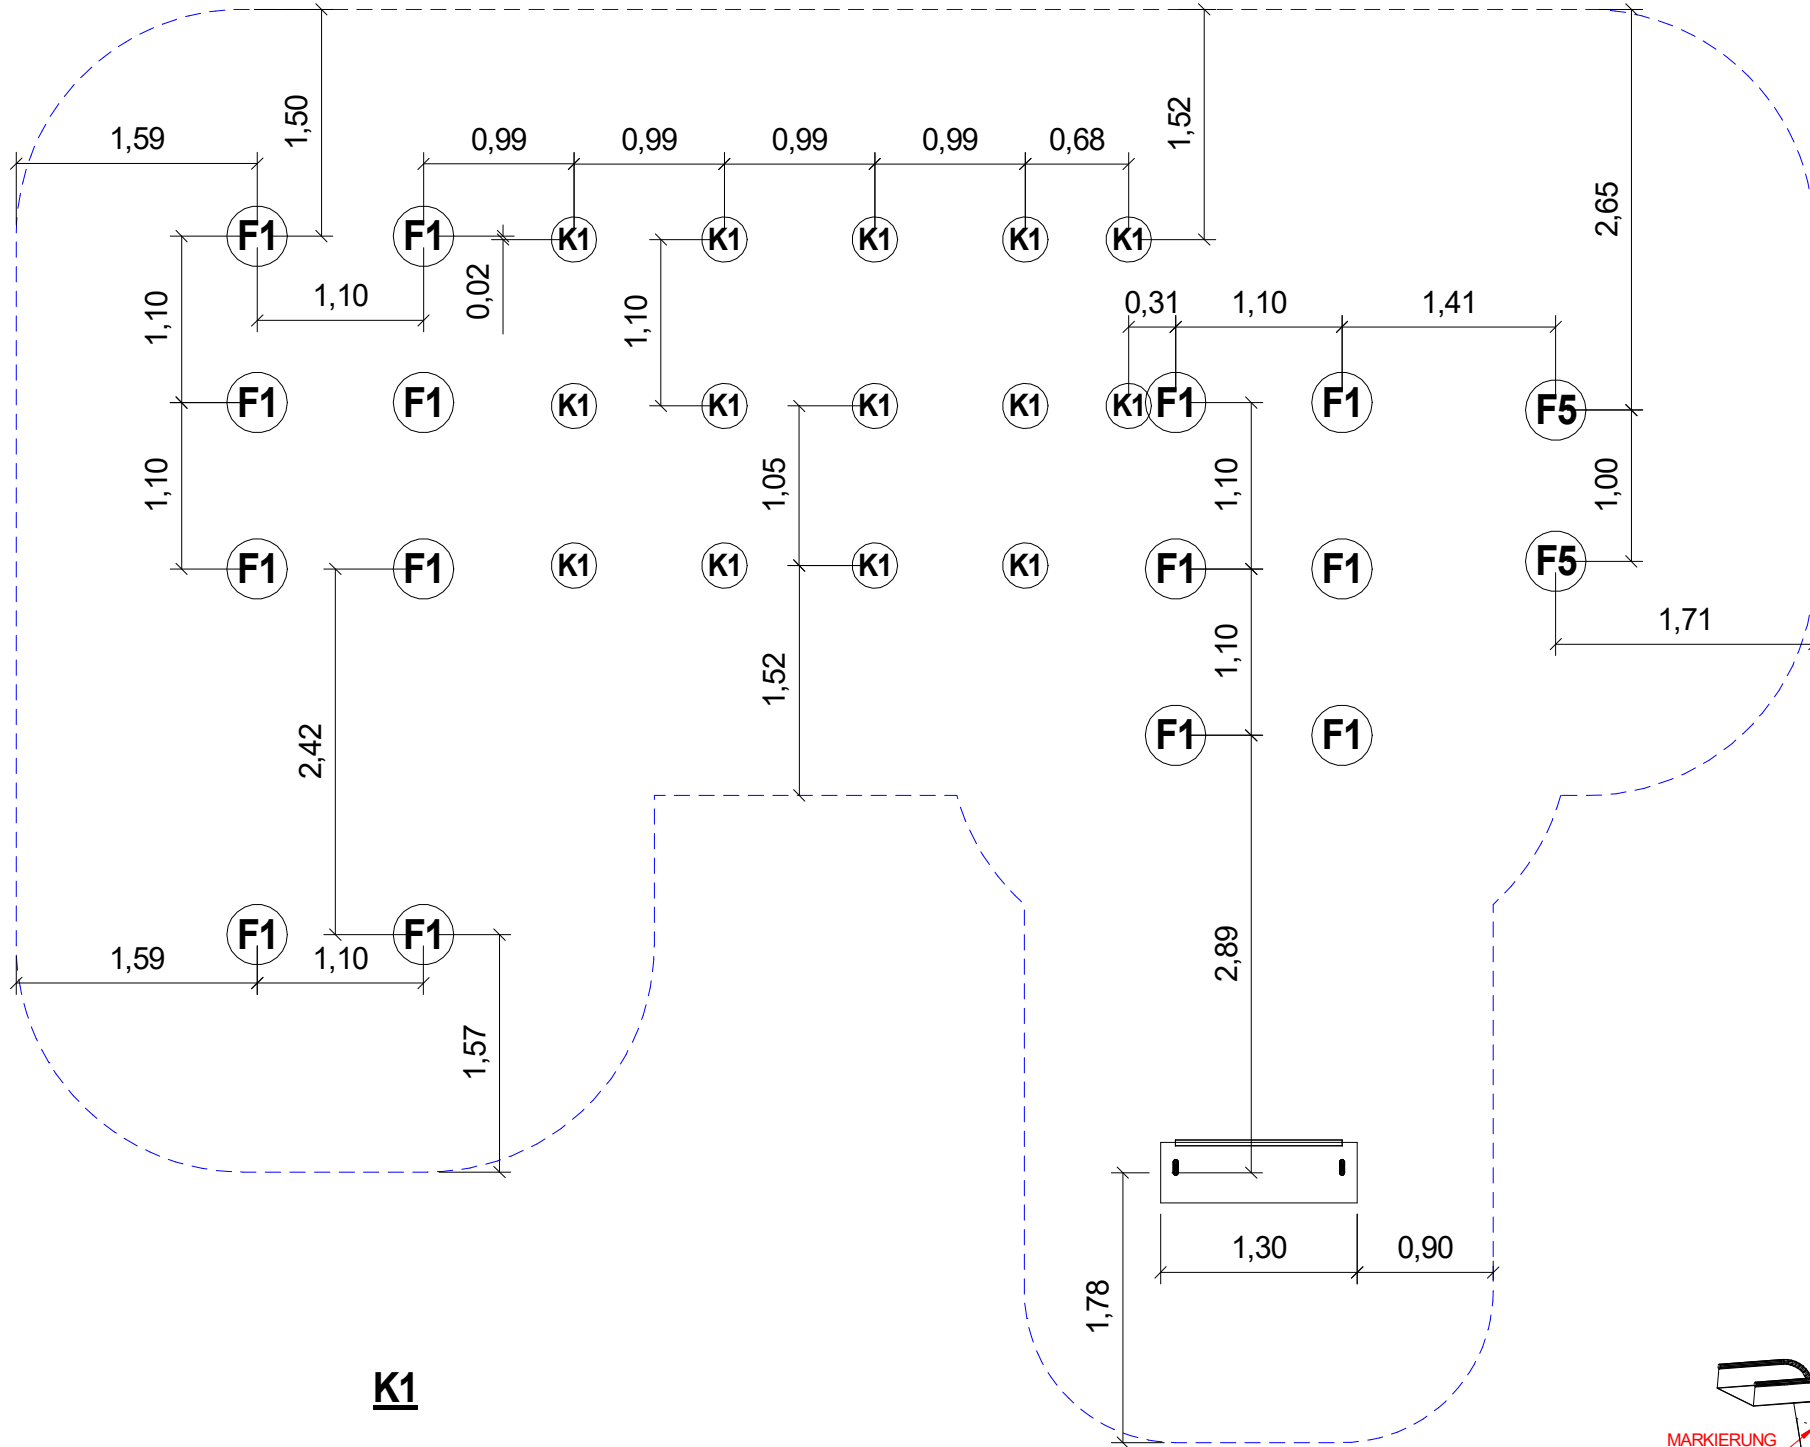 1,50
1,52
1,59
0,99
0,99
0,99
0,99
0,68
2,65
F1
F1
K1
K1
K1
K1
K1
1,10
1,10
0,02
1,10
0,31
1,10
1,41
F1
F1
K1
K1
K1
K1
K1
F1
F1
F5
1,10
1,05
1,10
1,00
F1
F1
K1
K1
K1
K1
F1
F1
F5
1,71
1,52
1,10
2,42
F1
F1
F1
F1
1,59
1,10
2,89
1,57
1,30
0,90
1,78
K1
MARKIERUNG